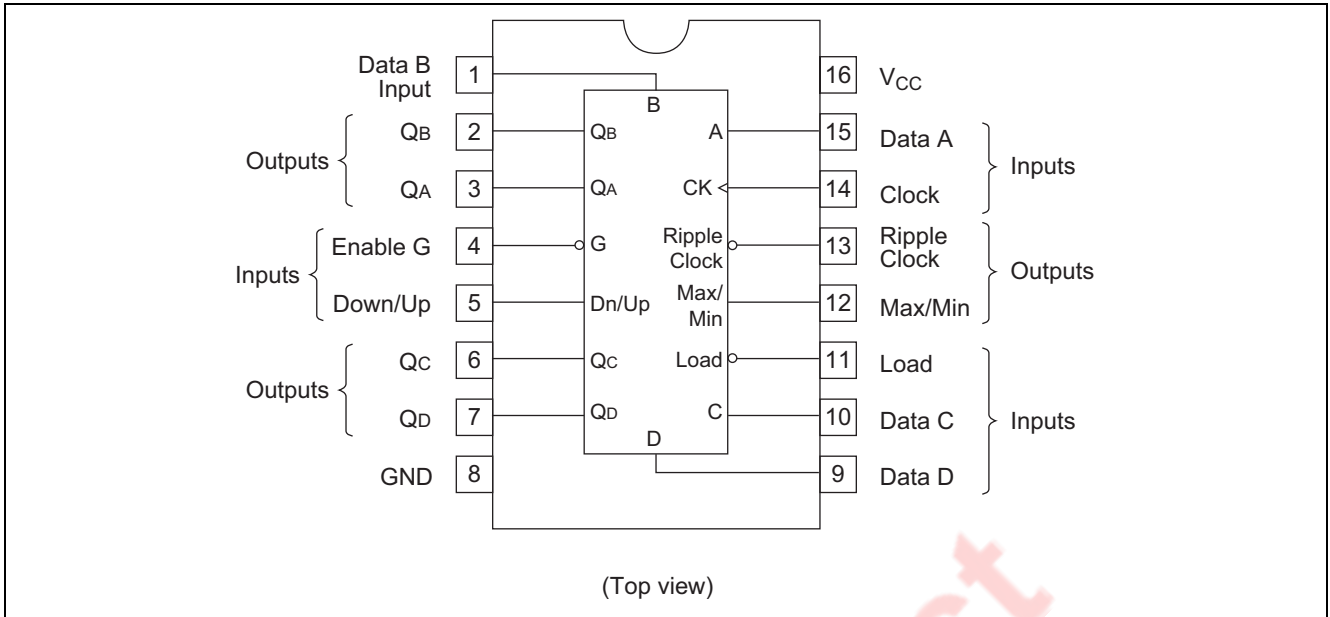 Data B
Input
1
16
VCC
B
Outputs
QB
2
QB
A
15
Data A
Inputs
QA
3
QA
CK
14
Clock
Inputs
Enable G
4
G
Ripple
Clock
13
Ripple
Clock
Outputs
Down/Up
5
Dn/Up
Max/
Min
12
Max/Min
Outputs
QC
6
QC
Load
11
Load
Inputs
QD
7
QD
C
10
Data C
D
GND
8
9
Data D
(Top view)